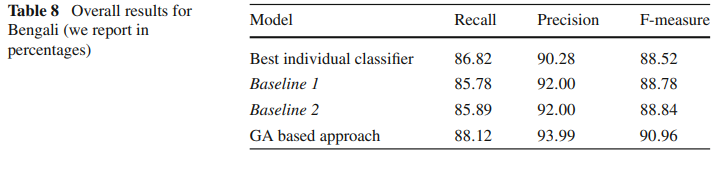 Table 8 Overall results for
Bengali (we report in
percentages)
Model Recall Precision F-measure
Best individual classifier 86.82 90.28 88.52
Baseline 1 85.78 92.00 88.78
Baseline 2 85.89 92.00 88.84
GA based approach 88.12 93.99 90.96